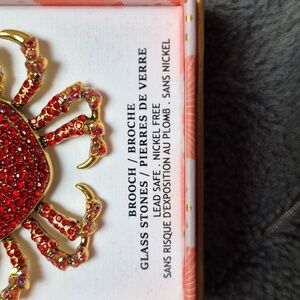 BROOCH / BROCHE
GLASS STONES / PIERRES DE VERRE
LEAD SAFE . NICKEL FREE
SANS RISQUE D'EXPOSITION AU PLOMB . SANS NICKEL